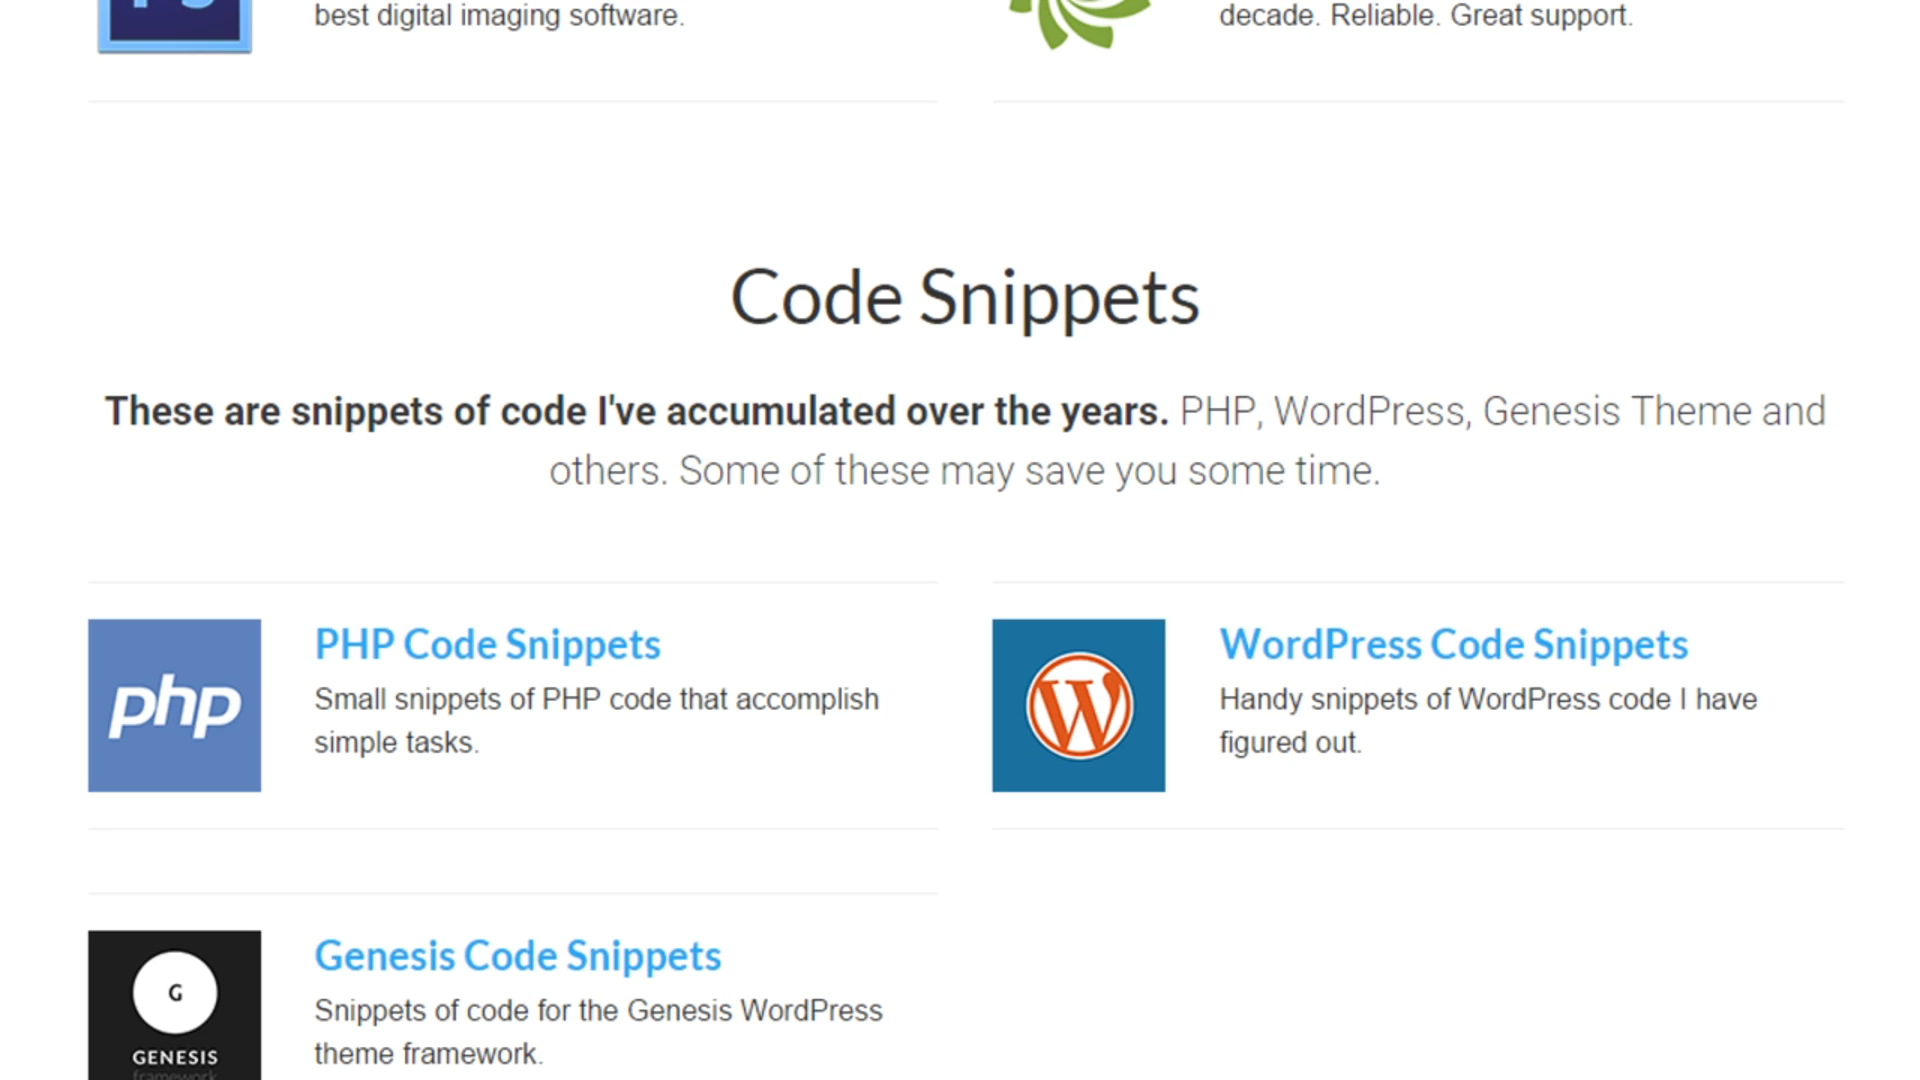 best digital imaging software.
decade. Reliable. Great support.
Code Snippets
These are snippets of code I've accumulated over the years. PHP, WordPress, Genesis Theme and
others. Some of these may save you some time.
php
PHP Code Snippets
Small snippets of PHP code that accomplish
simple tasks.
W
WordPress Code Snippets
Handy snippets of WordPress code I have
figured out.
G
GENESIS
framework
Genesis Code Snippets
Snippets of code for the Genesis WordPress
theme framework.